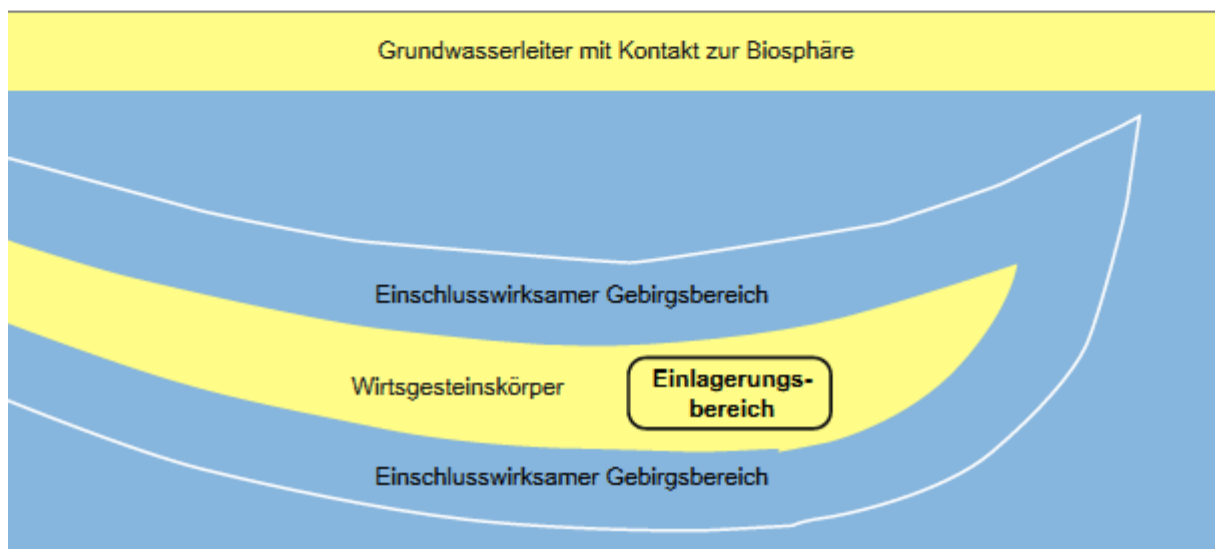 Grundwasserleiter mit Kontakt zur Biosphäre
Einschlusswirksamer Gebirgsbereich
Wirtsgesteinskörper
Einlagerungs-
bereich
Einschlusswirksamer Gebirgsbereich